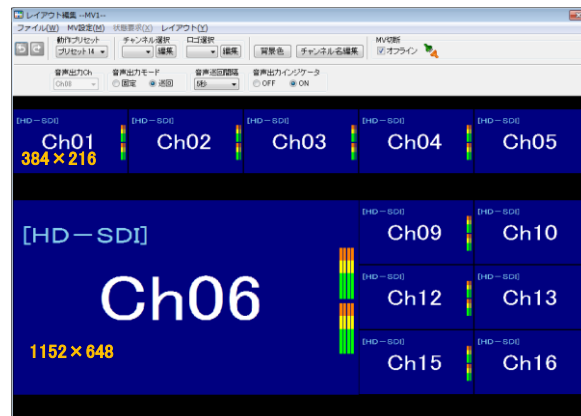 レイアウト編集 --MV1--
ファイル(W) MV設定(M) 状態要求(X) レイアウト(Y)
動作プリセット チャンネル選択 ロゴ選択 MV切断
プリセット14 編集 編集 背景色 チャンネル名編集 オフライン
音声出力Ch 音声出力モード 音声巡回間隔 音声出力インジケータ
Ch08 固定 巡回 5秒 OFF ON
[HD-SDI] [HD-SDI] [HD-SDI] [HD-SDI] [HD-SDI]
Ch01 Ch02 Ch03 Ch04 Ch05
384×216
[HD-SDI] [HD-SDI]
Ch09 Ch10
[HD-SDI]
[HD-SDI] [HD-SDI]
Ch06
Ch12 Ch13
[HD-SDI] [HD-SDI]
1152×648
Ch15 Ch16